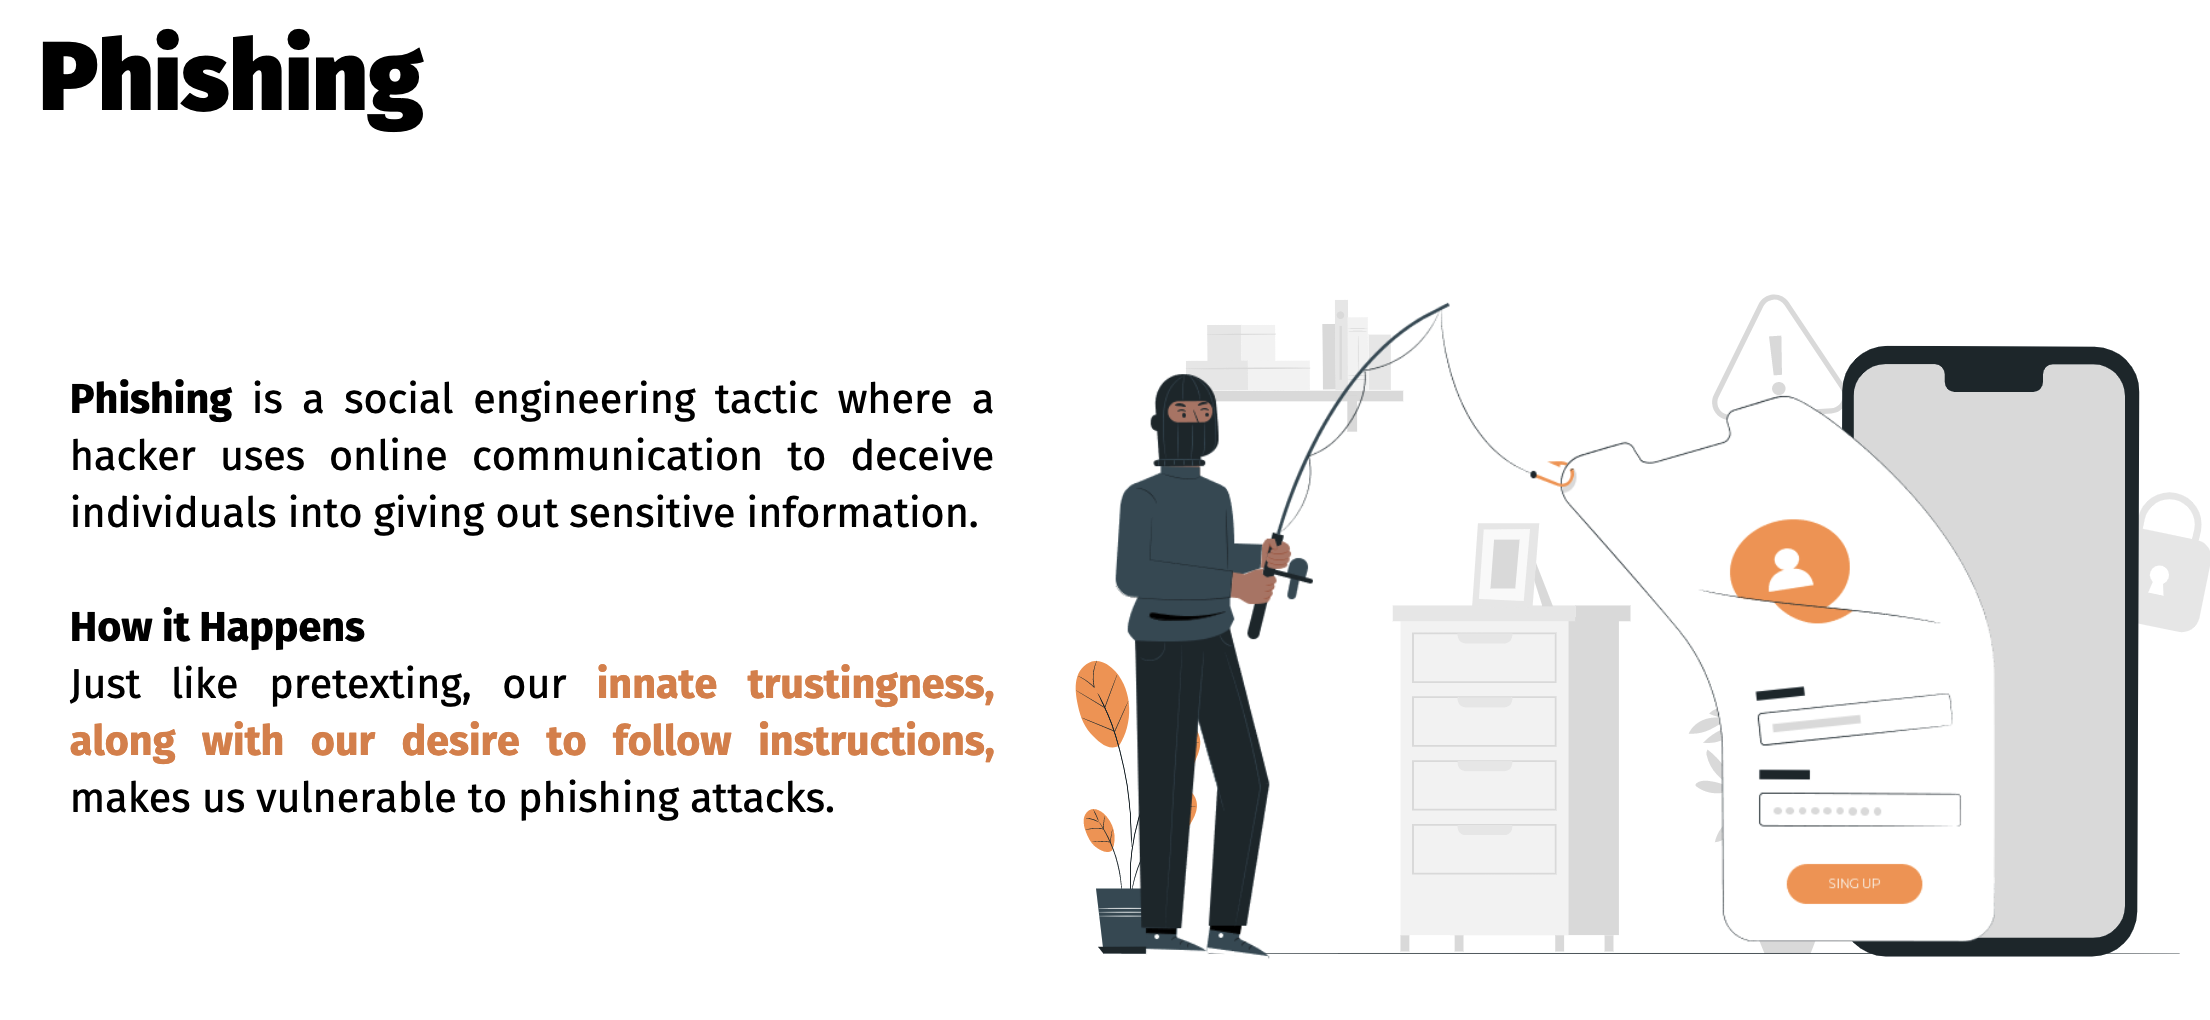 Phishing
Phishing is a social engineering tactic where a
hacker uses online communication to deceive
individuals into giving out sensitive information.
How it Happens
Just like pretexting, our innate trustingness,
along with our desire to follow instructions,
makes us vulnerable to phishing attacks.
SING UP